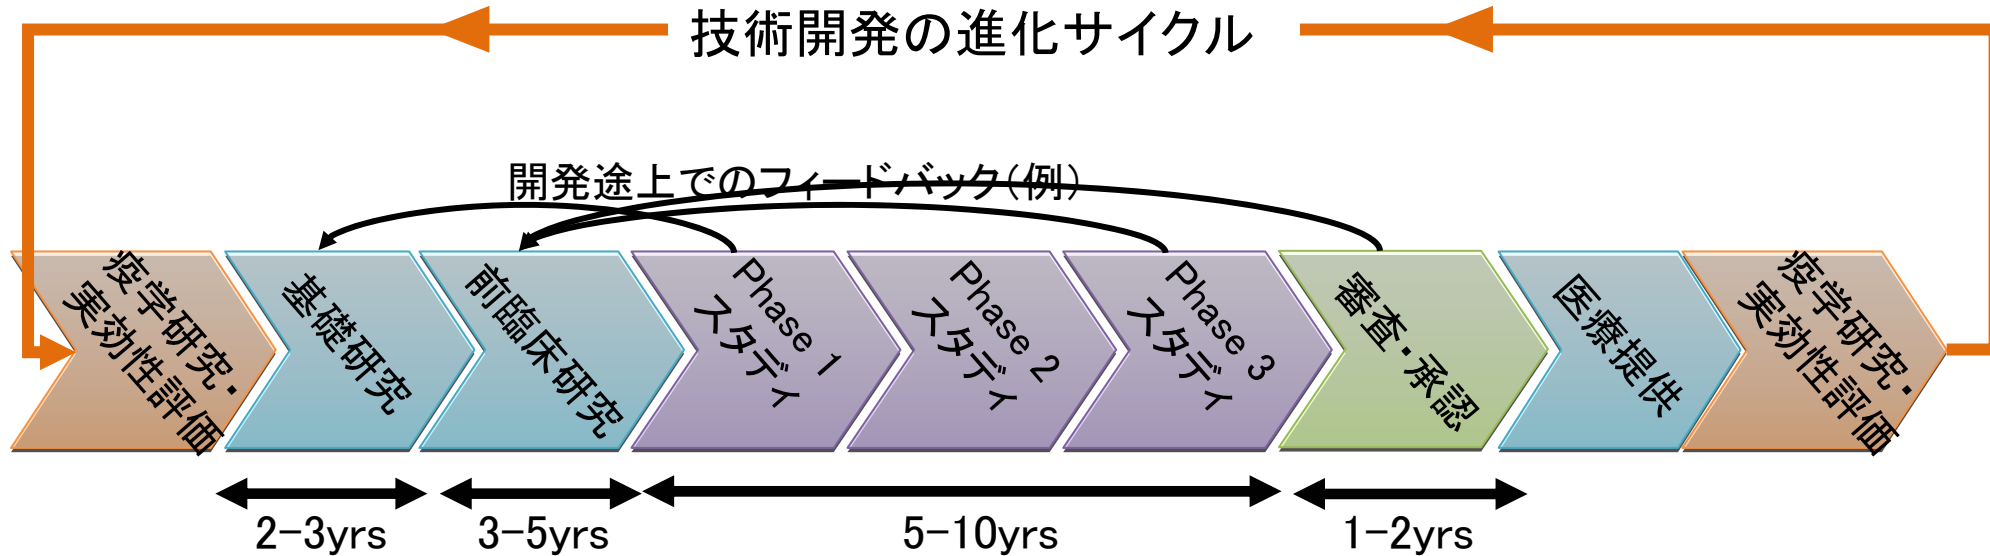 技術開発の進化サイクル
開発途上でのフィードバック（例）
疫学研究・
実効性評価
基礎研究
前臨床研究
Phase 1
スタディ
Phase 2
スタディ
Phase 3
スタディ
審査・承認
医療提供
疫学研究・
実効性評価
2-3yrs
3-5yrs
5-10yrs
1-2yrs